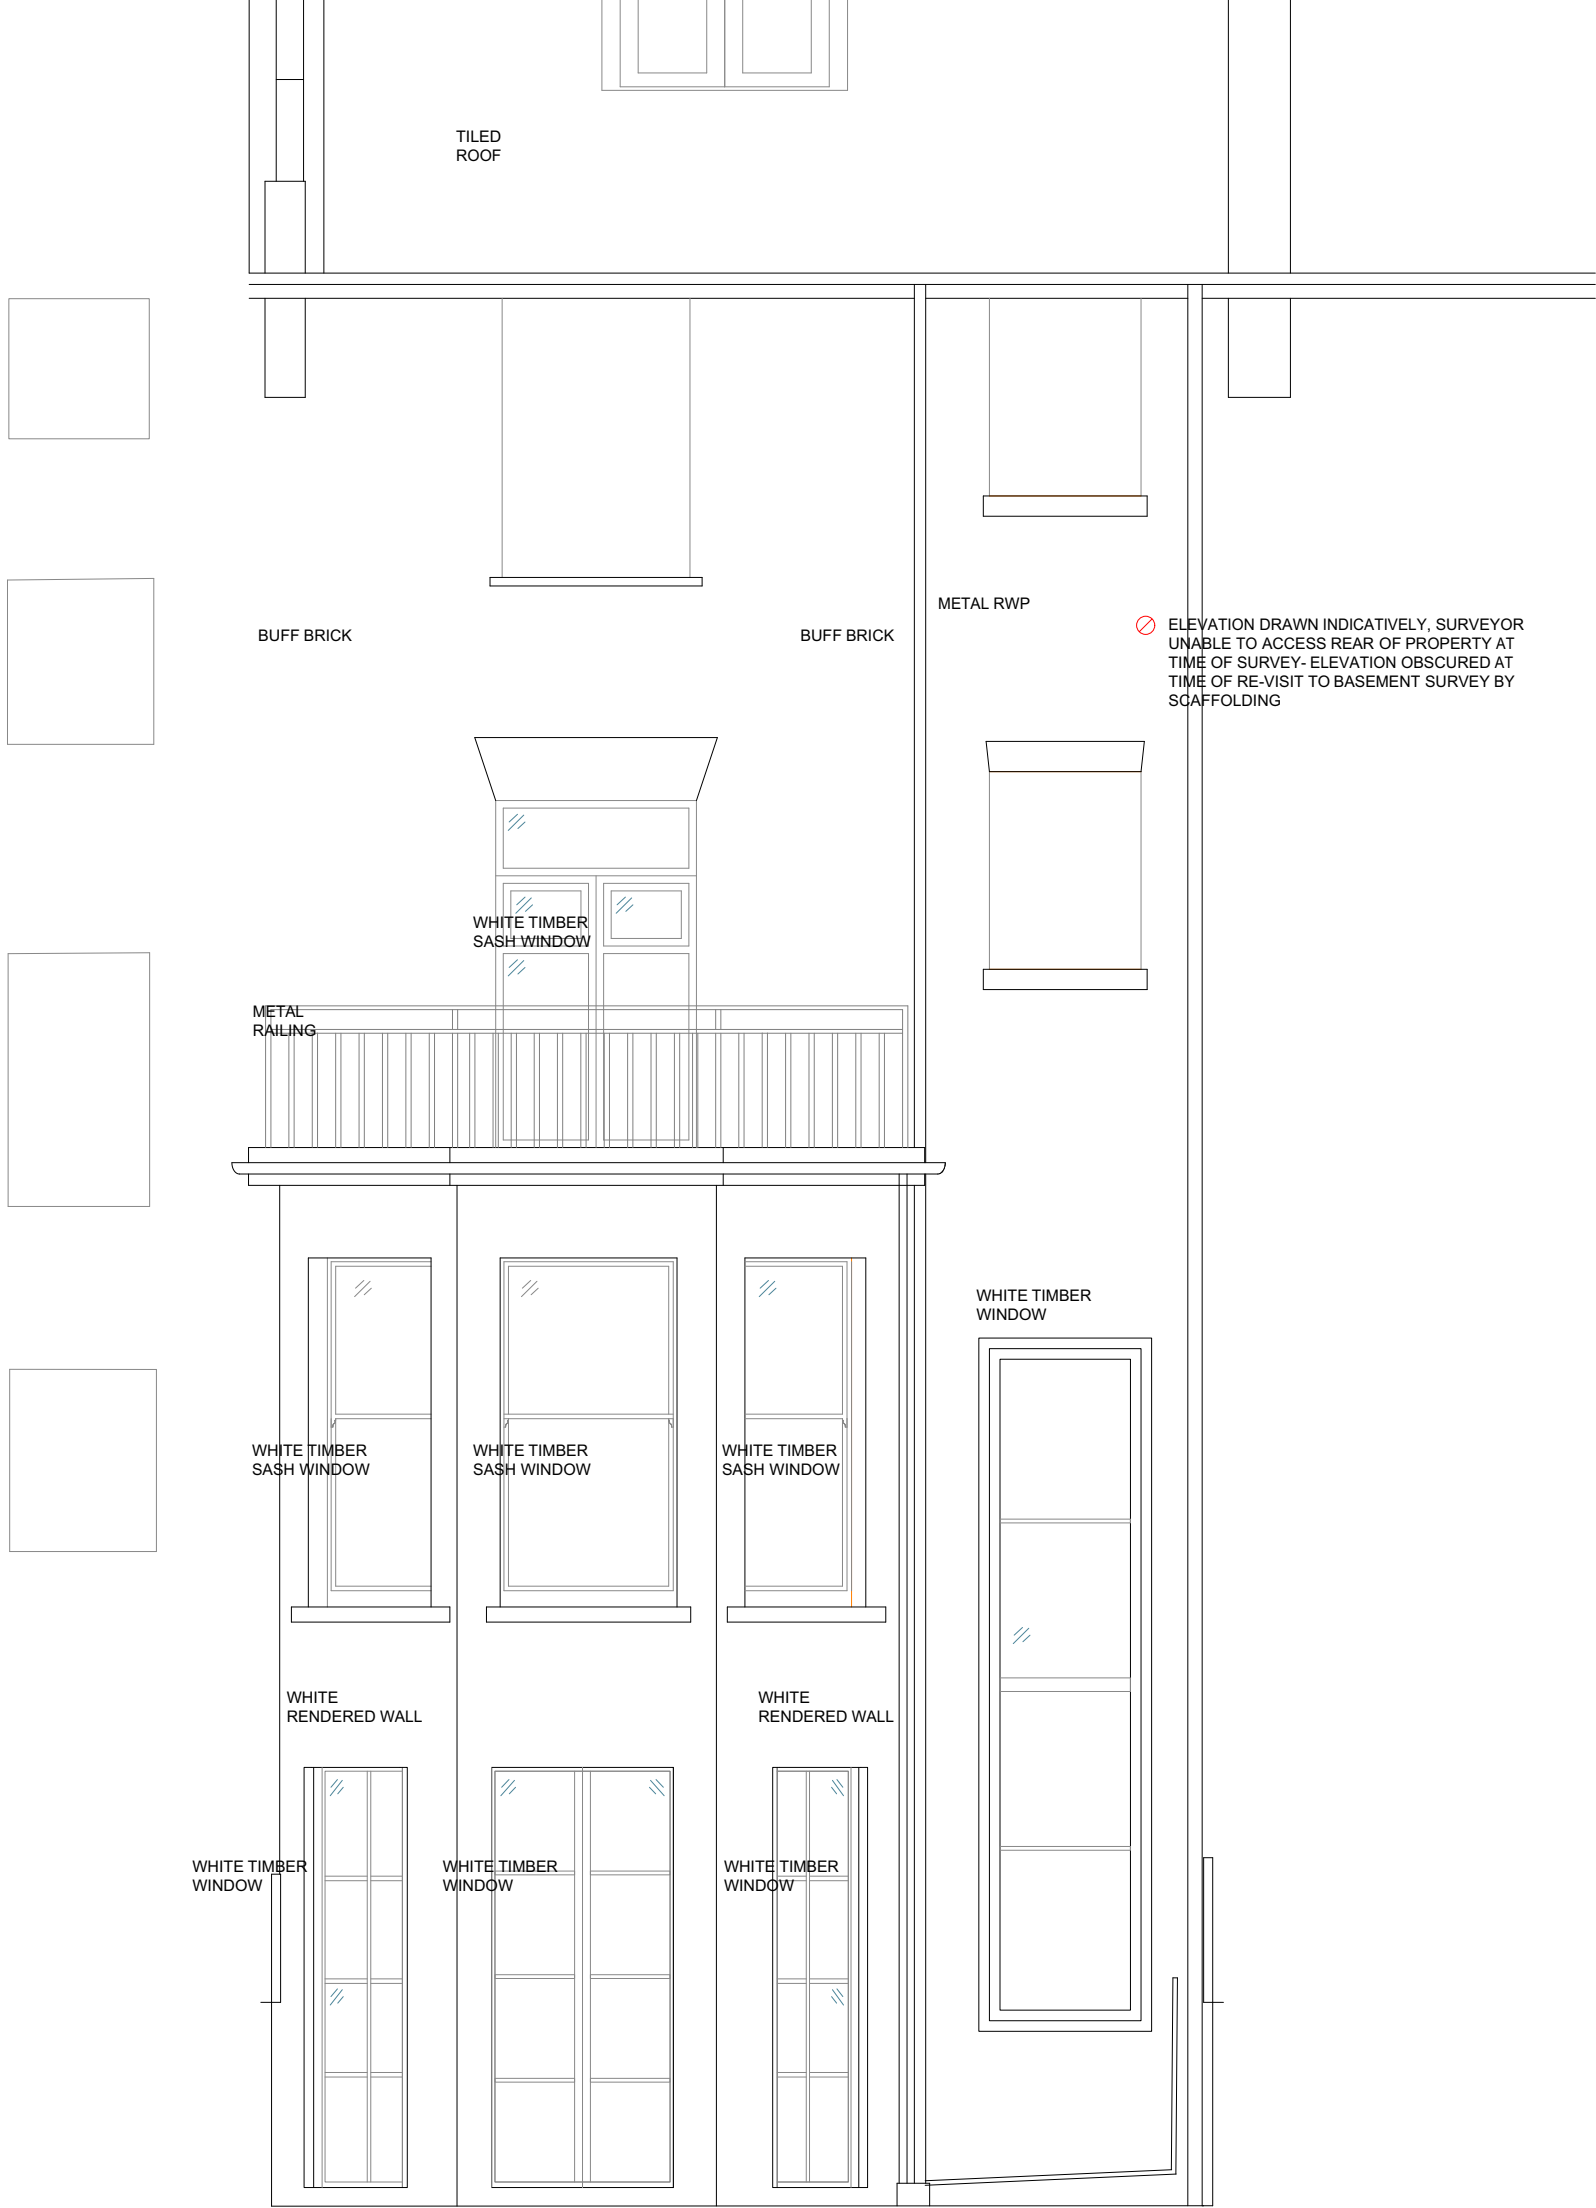 TILED
ROOF
METAL RWP
BUFF BRICK
BUFF BRICK
ELEVATION DRAWN INDICATIVELY, SURVEYOR
UNABLE TO ACCESS REAR OF PROPERTY AT
TIME OF SURVEY- ELEVATION OBSCURED AT
TIME OF RE-VISIT TO BASEMENT SURVEY BY
SCAFFOLDING
WHITE TIMBER
SASH WINDOW
METAL
RAILING
WHITE TIMBER
WINDOW
WHITE TIMBER
SASH WINDOW
WHITE TIMBER
SASH WINDOW
WHITE TIMBER
SASH WINDOW
WHITE
RENDERED WALL
WHITE
RENDERED WALL
WHITE TIMBER
WINDOW
WHITE TIMBER
WINDOW
WHITE TIMBER
WINDOW